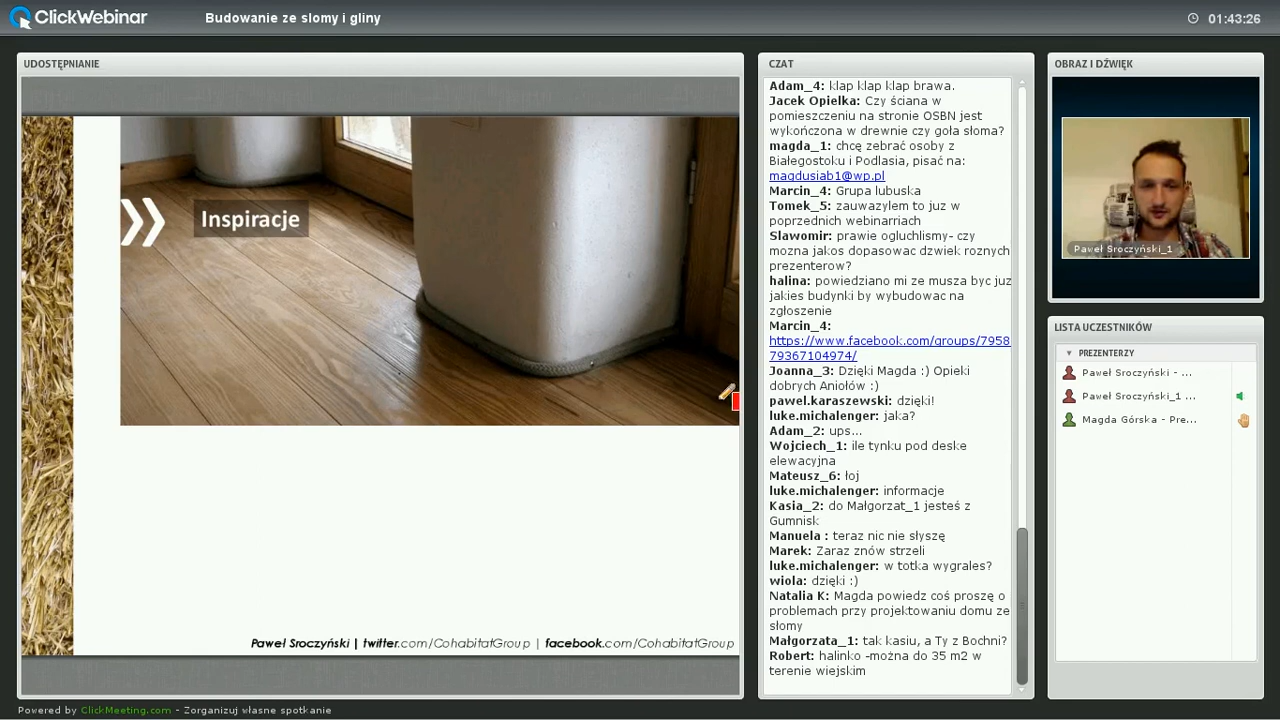 ClickWebinar
Budowanie ze slomy i gliny
01:43:26
UDOSTĘPNIANIE
Inspiracje
Paweł Sroczyński | twitter.com/CohabitatGroup | facebook.com/CohabitatGroup
CZAT
Adam_4: klap klap klap brawa.
Jacek Opielka: Czy ściana w
pomieszczeniu na stronie OSBN jest
wykończona w drewnie czy goła słoma?
magda_1: chcę zebrać osoby z
Białegostoku i Podlasia, pisać na:
magdusiab1@wp.pl
Marcin_4: Grupa lubuska
Tomek_5: zauwazylem to juz w
poprzednich webinarriach
Slawomir: prawie ogluchlismy- czy
mozna jakos dopasowac dzwiek roznych
prezenterow?
halina: powiedziano mi ze musza byc juz
jakies budynki by wybudowac na
zgłoszenie
Marcin_4:
https://www.facebook.com/groups/7958
79367104974/
Joanna_3: Dzięki Magda :) Opieki
dobrych Aniołów :)
pawel.karaszewski: dzięki!
luke.michalenger: jaka?
Adam_2: ups...
Wojciech_1: ile tynku pod deske
elewacyjna
Mateusz_6: łoj
luke.michalenger: informacje
Kasia_2: do Małgorzat_1 jesteś z
Gumnisk
Manuela : teraz nic nie słyszę
Marek: Zaraz znów strzeli
luke.michalenger: w totka wygrales?
wiola: dzięki :)
Natalia K: Magda powiedz coś proszę o
problemach przy projektowaniu domu ze
słomy
Małgorzata_1: tak kasiu, a Ty z Bochni?
Robert: halinko -można do 35 m2 w
terenie wiejskim
OBRAZ I DŹWIĘK
Paweł Sroczyński_1
LISTA UCZESTNIKÓW
PREZENTERZY
Paweł Sroczyński - ...
Paweł Sroczyński_1 ...
Magda Górska - Pre...
Powered by ClickMeeting.com - Zorganizuj własne spotkanie